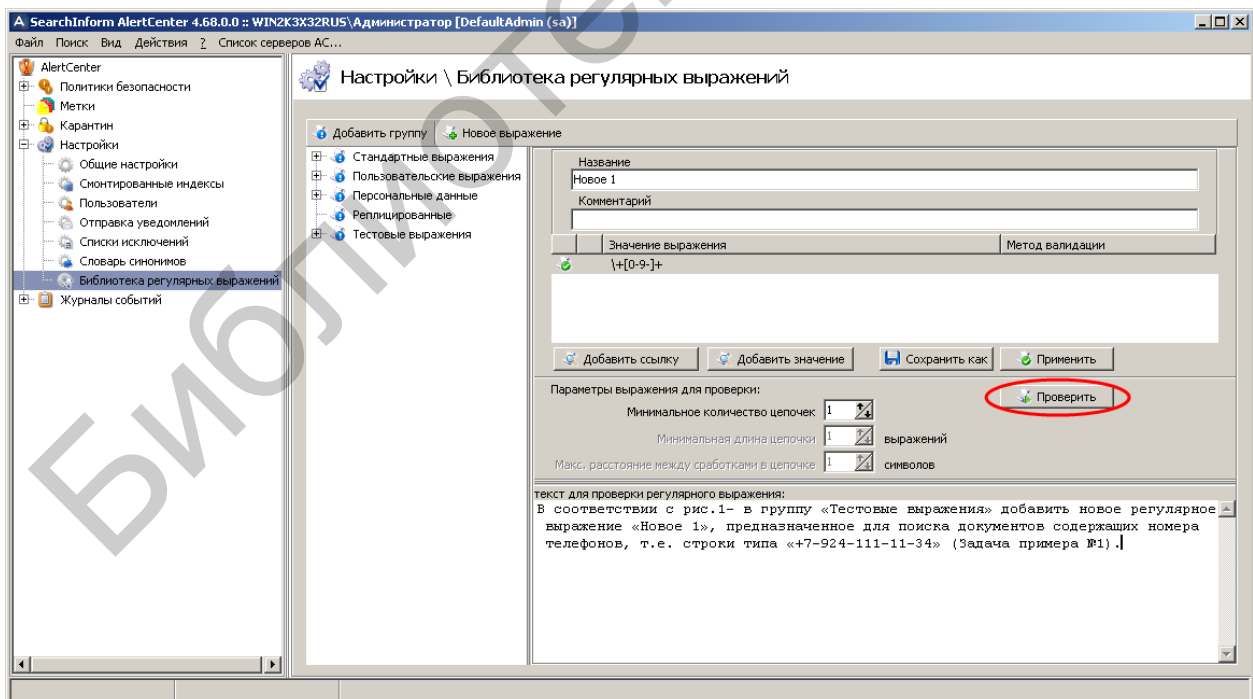 SearchInform AlertCenter 4.68.0.0 :: WIN2K3X32RUS\Администратор [DefaultAdmin (sa)]
Файл Поиск Вид Действия ? Список серверов AC...
AlertCenter
Политики безопасности
Метки
Карантин
Настройки
Общие настройки
Смонтированные индексы
Пользователи
Отправка уведомлений
Списки исключений
Словарь синонимов
Библиотека регулярных выражений
Журналы событий
Настройки \ Библиотека регулярных выражений
Добавить группу Новое выражение
Стандартные выражения
Пользовательские выражения
Персональные данные
Реплицированные
Тестовые выражения
Название
Новое 1
Комментарий
Значение выражения Метод валидации
\+[0-9-]+
Добавить ссылку Добавить значение Сохранить как Применить
Параметры выражения для проверки:
Проверить
Минимальное количество цепочек 1
Минимальная длина цепочки 1 выражений
Макс. расстояние между сработками в цепочке 1 символов
текст для проверки регулярного выражения:
В соответствии с рис.1- в группу «Тестовые выражения» добавить новое регулярное
выражение «Новое 1», предназначенное для поиска документов содержащих номера
телефонов, т.е. строки типа «+7-924-111-11-34» (Задача примера №1).
Библиотe